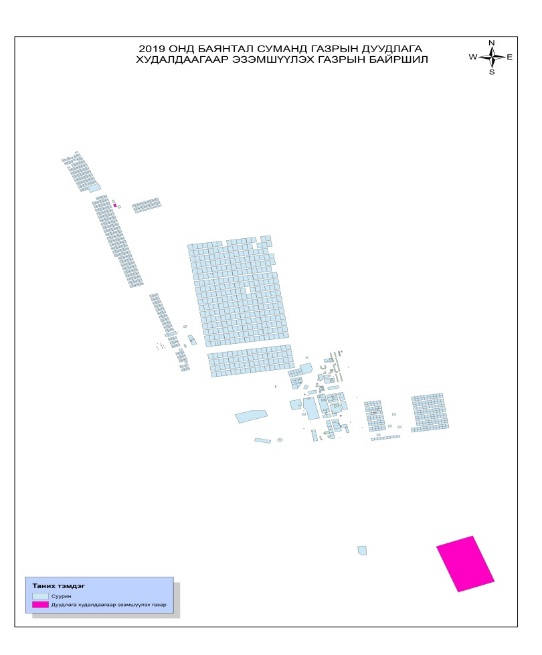 2019 ОНД БАЯНТАЛ СУМАНД ГАЗРЫН ДУУДЛАГА
ХУДАЛДААГААР ЭЗЭМШҮҮЛЭХ ГАЗРЫН БАЙРШИЛ
N
W E
S
Таних тэмдэг
Суурин
Дуудлага худалдаагаар эзэмшүүлэх газар